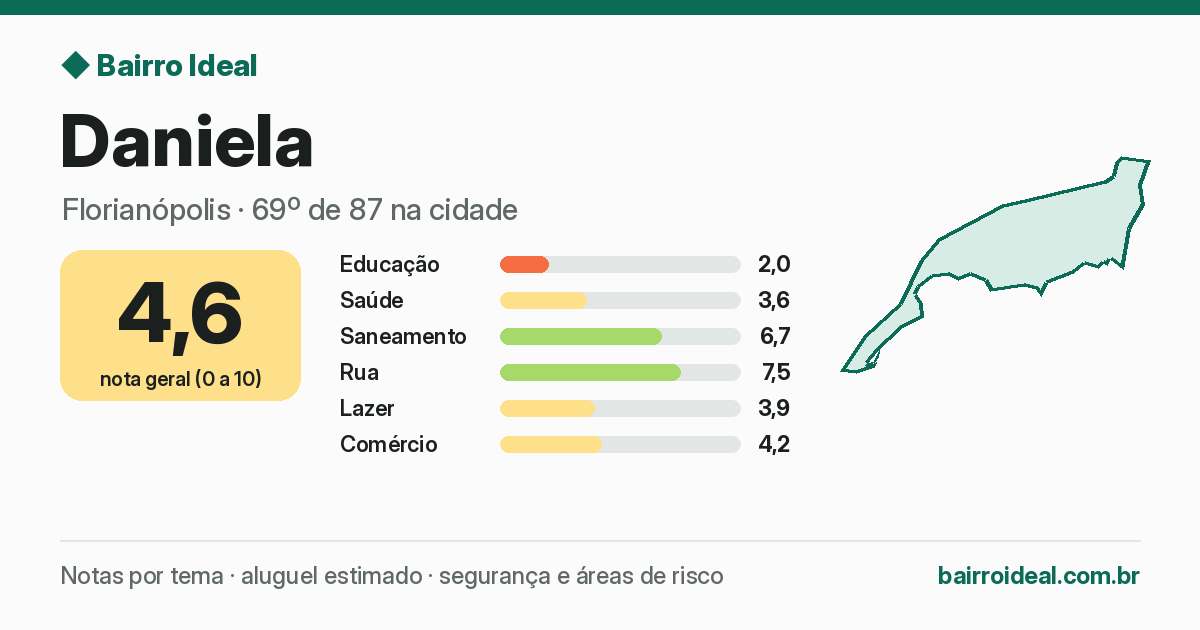 Bairro Ideal
Daniela
Florianópolis · 69º de 87 na cidade
4,6
nota geral (0 a 10)
Educação 2,0
Saúde 3,6
Saneamento 6,7
Rua 7,5
Lazer 3,9
Comércio 4,2
Notas por tema · aluguel estimado · segurança e áreas de risco
bairroideal.com.br